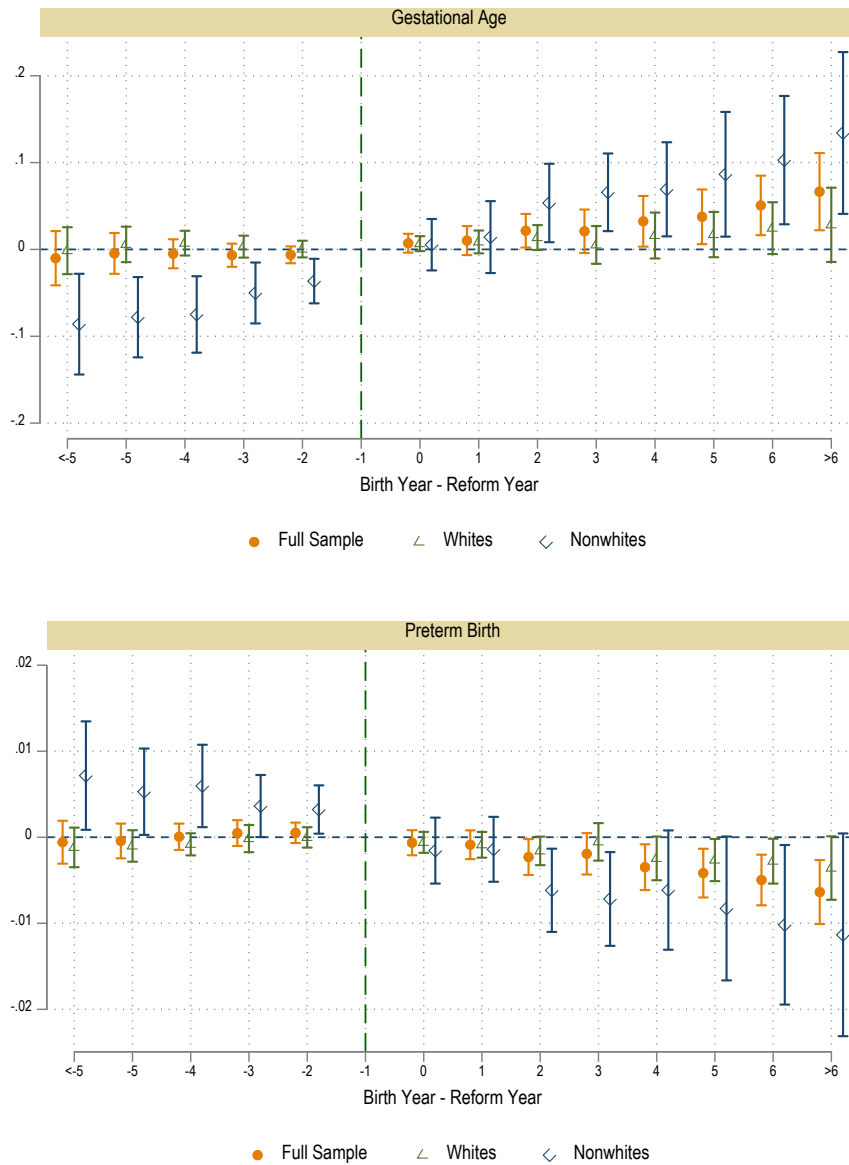 Gestational Age
.2
.1
0
-.1
-.2
<-5 -5 -4 -3 -2 -1 0 1 2 3 4 5 6 >6
Birth Year - Reform Year
Full Sample Whites Nonwhites
Preterm Birth
.02
.01
0
-.01
-.02
<-5 -5 -4 -3 -2 -1 0 1 2 3 4 5 6 >6
Birth Year - Reform Year
Full Sample Whites Nonwhites